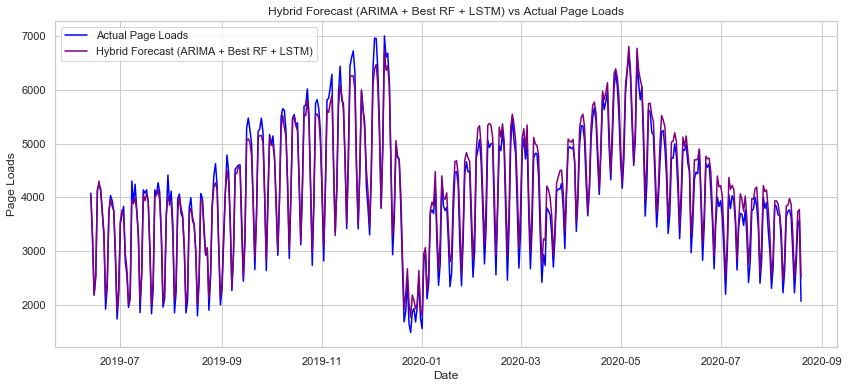 Hybrid Forecast (ARIMA + Best RF + LSTM) vs Actual Page Loads
Actual Page Loads
Hybrid Forecast (ARIMA + Best RF + LSTM)
Page Loads
7000
6000
5000
4000
3000
2000
2019-07
2019-09
2019-11
2020-01
2020-03
2020-05
2020-07
2020-09
Date